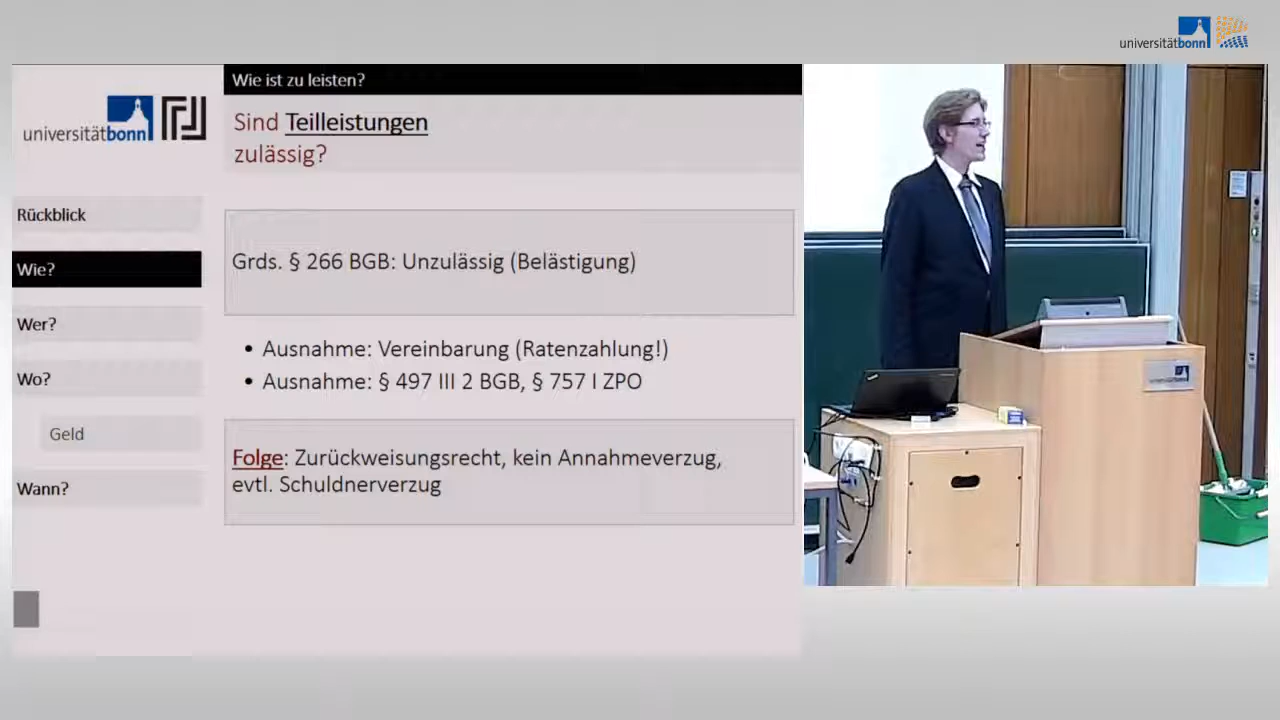 universitätbonn
Wie ist zu leisten?
universitätbonn
Sind Teilleistungen
zulässig?
Rückblick
Wie?
Wer?
Wo?
Geld
Wann?
Grds. § 266 BGB: Unzulässig (Belästigung)
• Ausnahme: Vereinbarung (Ratenzahlung!)
• Ausnahme: § 497 III 2 BGB, § 757 I ZPO
Folge: Zurückweisungsrecht, kein Annahmeverzug,
evtl. Schuldnerverzug
universitätbonn